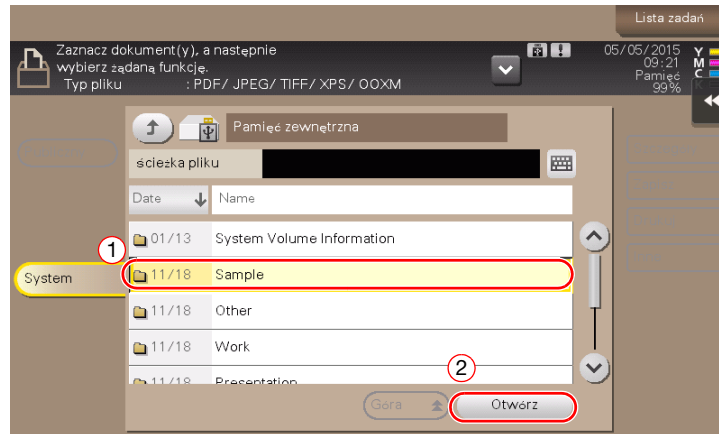 Lista zadań
Zaznacz dokument(y), a następnie
wybierz żądaną funkcję.
Typ pliku : PDF/ JPEG/ TIFF/ XPS/ OOXM
05/05/2015
09:21
Pamięć
99%
Y
M
C
K
Pamięć zewnętrzna
ścieżka pliku
Date Name
01/13 System Volume Information
1
System
11/18 Sample
11/18 Other
11/18 Work
2
11/18 Presentation
Góra Otwórz